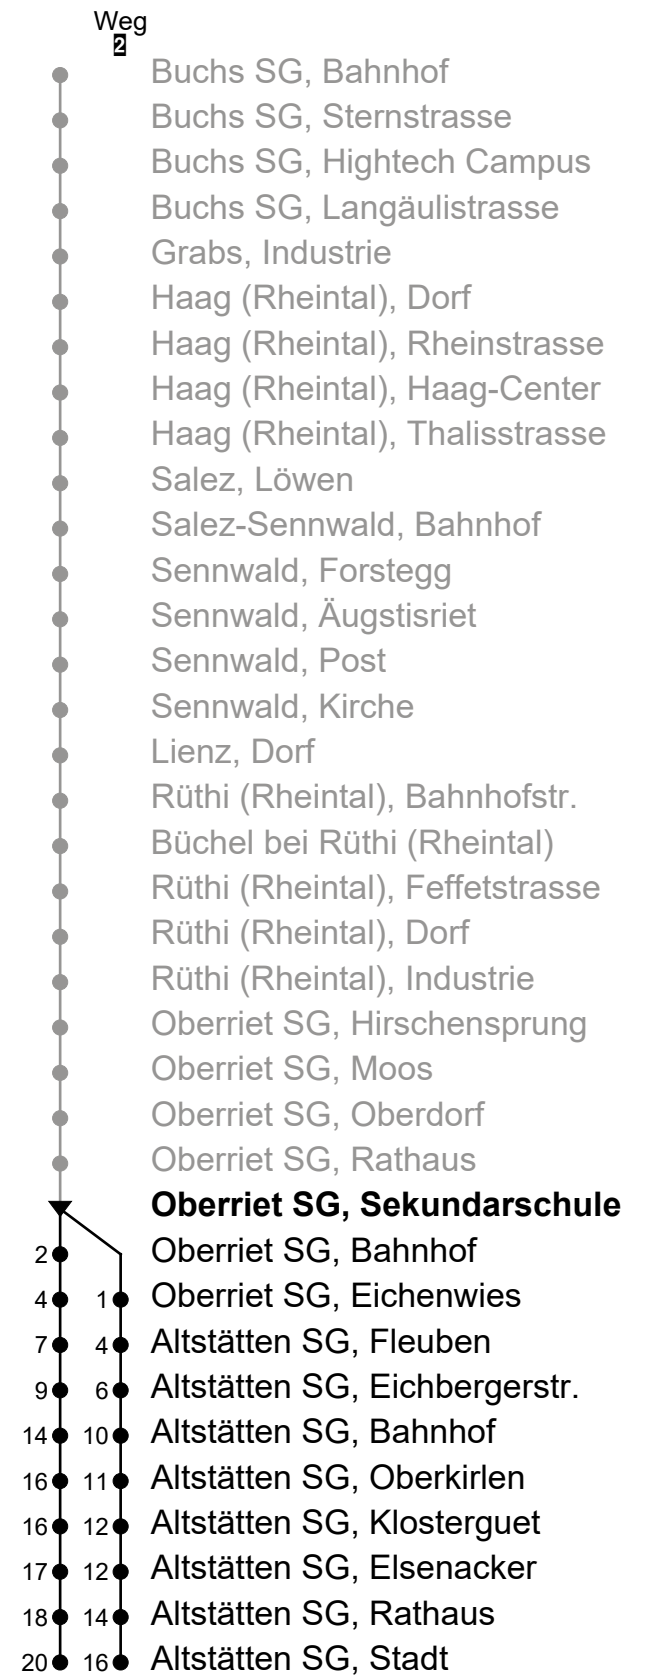 Weg
2
Buchs SG, Bahnhof
Buchs SG, Sternstrasse
Buchs SG, Hightech Campus
Buchs SG, Langäulistrasse
Grabs, Industrie
Haag (Rheintal), Dorf
Haag (Rheintal), Rheinstrasse
Haag (Rheintal), Haag-Center
Haag (Rheintal), Thalisstrasse
Salez, Löwen
Salez-Sennwald, Bahnhof
Sennwald, Forstegg
Sennwald, Äugstisriet
Sennwald, Post
Sennwald, Kirche
Lienz, Dorf
Rüthi (Rheintal), Bahnhofstr.
Büchel bei Rüthi (Rheintal)
Rüthi (Rheintal), Feffetstrasse
Rüthi (Rheintal), Dorf
Rüthi (Rheintal), Industrie
Oberriet SG, Hirschensprung
Oberriet SG, Moos
Oberriet SG, Oberdorf
Oberriet SG, Rathaus
Oberriet SG, Sekundarschule
2 Oberriet SG, Bahnhof
4 1 Oberriet SG, Eichenwies
7 4 Altstätten SG, Fleuben
9 6 Altstätten SG, Eichbergerstr.
14 10 Altstätten SG, Bahnhof
16 11 Altstätten SG, Oberkirlen
16 12 Altstätten SG, Klosterguet
17 12 Altstätten SG, Elsenacker
18 14 Altstätten SG, Rathaus
20 16 Altstätten SG, Stadt